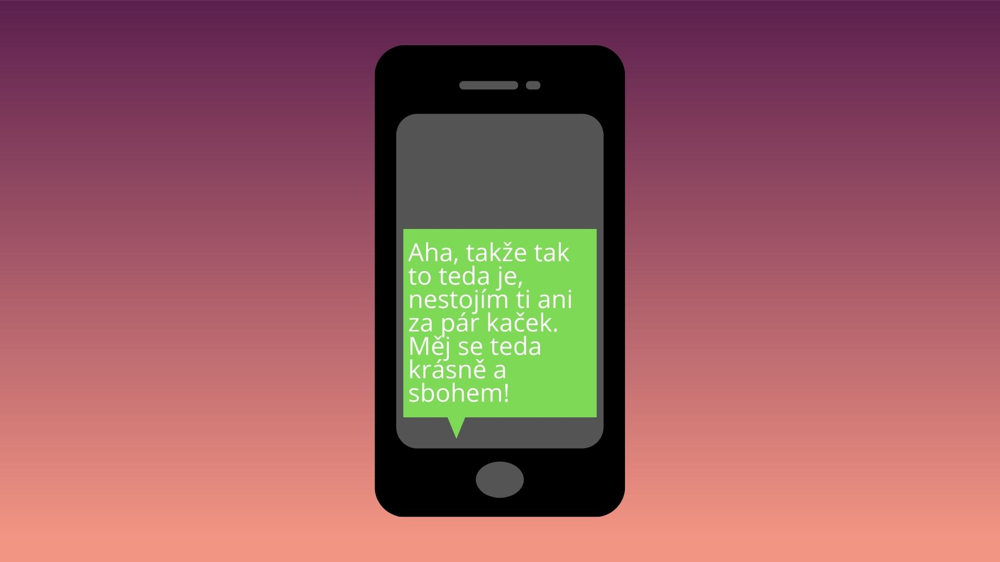 Aha, takže tak
to teda je,
nestojím ti ani
za pár kaček.
Měj se teda
krásně a
sbohem!